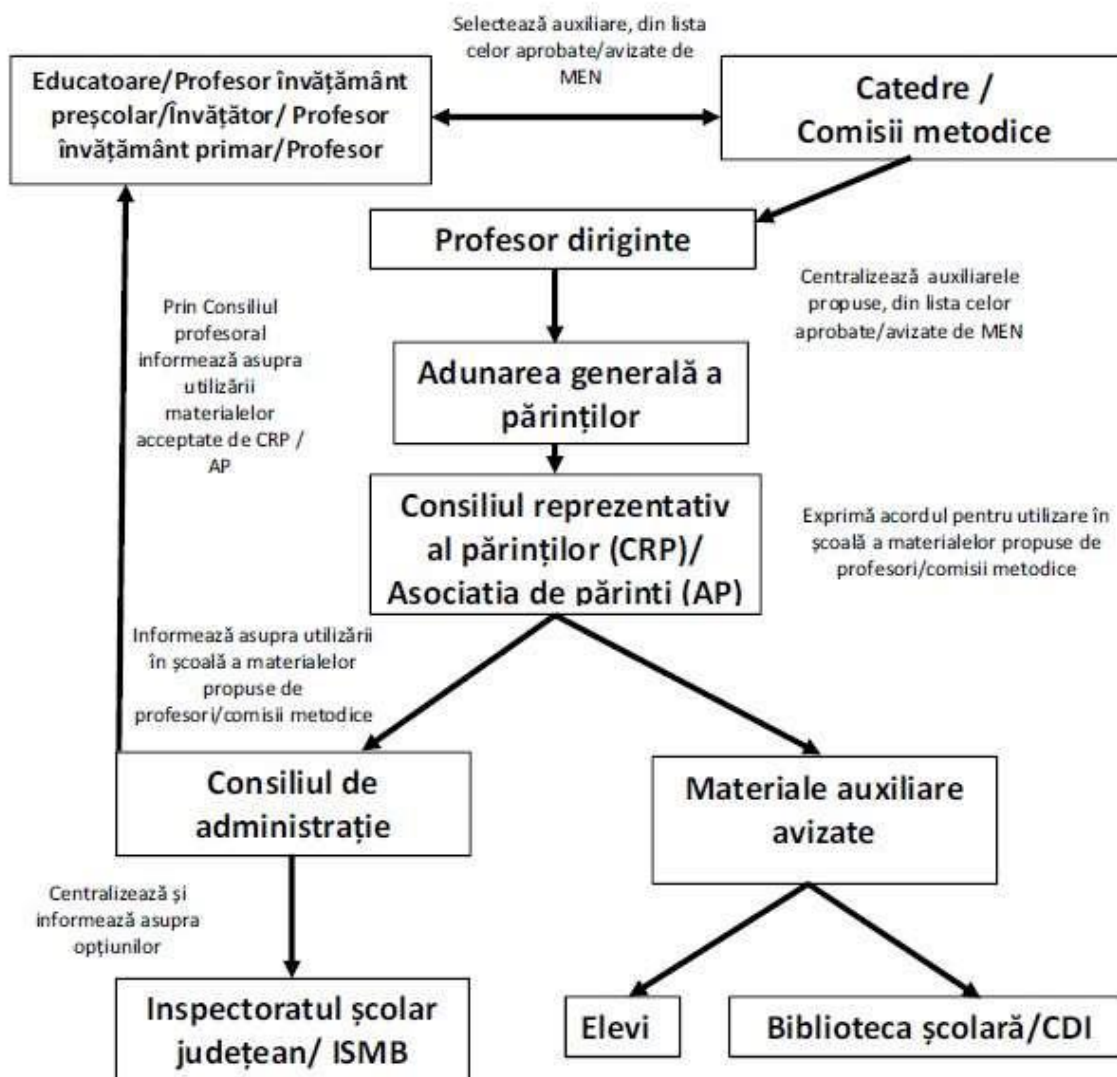 Selectează auxiliare, din lista
celor aprobate/avizate de
MEN
Educatoare/Profesor învățământ
preșcolar/Învățător/ Profesor
învățământ primar/Profesor
Catedre /
Comisii metodice
Profesor diriginte
Centralizează auxiliarele
propuse, din lista celor
aprobate/avizate de MEN
Prin Consiliul
profesoral
informează asupra
utilizării
materialelor
acceptate de CRP /
AP
Adunarea generală a
părinților
Consiliul reprezentativ
al părinților (CRP)/
Asociatia de părinti (AP)
Exprimă acordul pentru utilizare în
școală a materialelor propuse de
profesori/comisii metodice
Informează asupra utilizării
în școală a materialelor
propuse de
profesori/comisii metodice
Consiliul de
administrație
Materiale auxiliare
avizate
Centralizează și
informează asupra
opțiunilor
Inspectoratul școlar
județean/ ISMB
Elevi
Biblioteca școlară/CDI